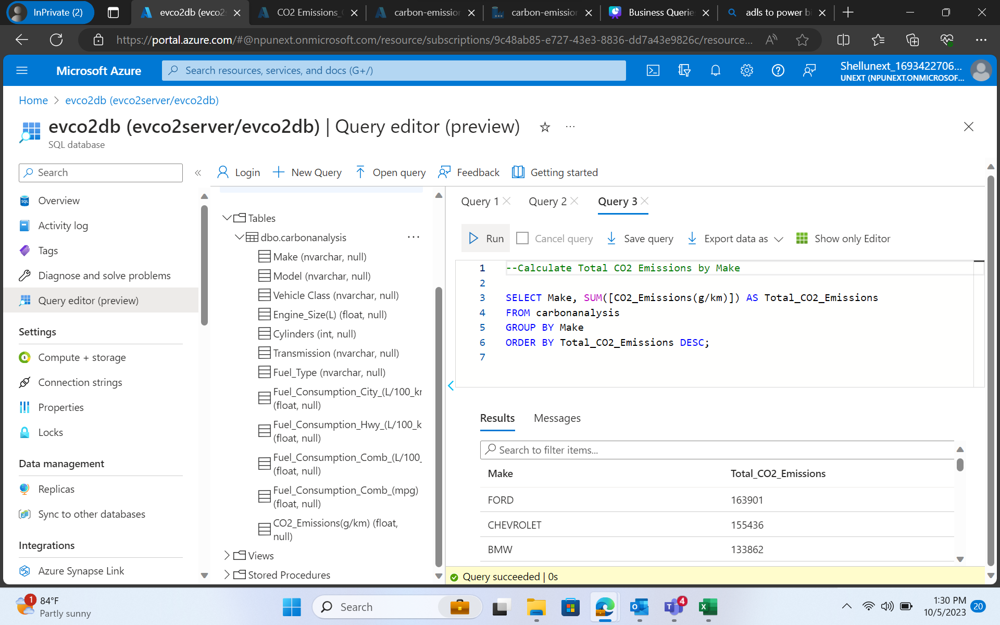 InPrivate (2)
evco2db (evco2
CO2 Emissions_
carbon-emission
carbon-emission
Business Querie
adls to power b
https://portal.azure.com/#@npunext.onmicrosoft.com/resource/subscriptions/9c48ab85-e727-43e3-8836-dd7a43e9826c/resource...
Microsoft Azure
Search resources, services, and docs (G+/)
Shellunext_1693422706...
UNEXT (NPUNEXT.ONMICROSOF...
Home > evco2db (evco2server/evco2db)
evco2db (evco2server/evco2db) | Query editor (preview)
SQL database
Search
Login
New Query
Open query
Feedback
Getting started
Overview
Activity log
Tags
Diagnose and solve problems
Query editor (preview)
Settings
Compute + storage
Connection strings
Properties
Locks
Data management
Replicas
Sync to other databases
Integrations
Azure Synapse Link
Tables
dbo.carbonanalysis
Make (nvarchar, null)
Model (nvarchar, null)
Vehicle Class (nvarchar, null)
Engine_Size(L) (float, null)
Cylinders (int, null)
Transmission (nvarchar, null)
Fuel_Type (nvarchar, null)
Fuel_Consumption_City_(L/100_kr
(float, null)
Fuel_Consumption_Hwy_(L/100_k
(float, null)
Fuel_Consumption_Comb_(L/100_
(float, null)
Fuel_Consumption_Comb_(mpg)
(float, null)
CO2_Emissions(g/km) (float,
null)
Views
Stored Procedures
Query 1
Query 2
Query 3
Run
Cancel query
Save query
Export data as
Show only Editor
1 --Calculate Total CO2 Emissions by Make
2
3 SELECT Make, SUM([CO2_Emissions(g/km)]) AS Total_CO2_Emissions
4 FROM carbonanalysis
5 GROUP BY Make
6 ORDER BY Total_CO2_Emissions DESC;
7
Results
Messages
Search to filter items...
Make Total_CO2_Emissions
FORD 163901
CHEVROLET 155436
BMW 133862
Query succeeded | 0s
1
84°F
Partly sunny
Search
4
1:30 PM
10/5/2023
20